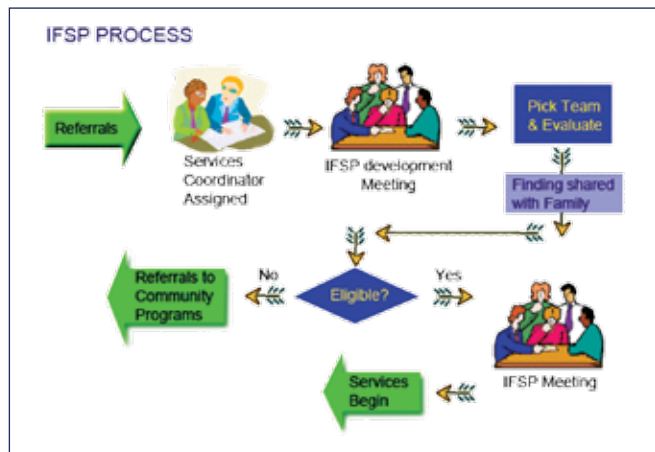 IFSP PROCESS
Referrals
Services
Coordinator
Assigned
IFSP development
Meeting
Pick Team
& Evaluate
Finding shared
with Family
Eligible?
No
Yes
Referrals to
Community
Programs
IFSP Meeting
Services
Begin